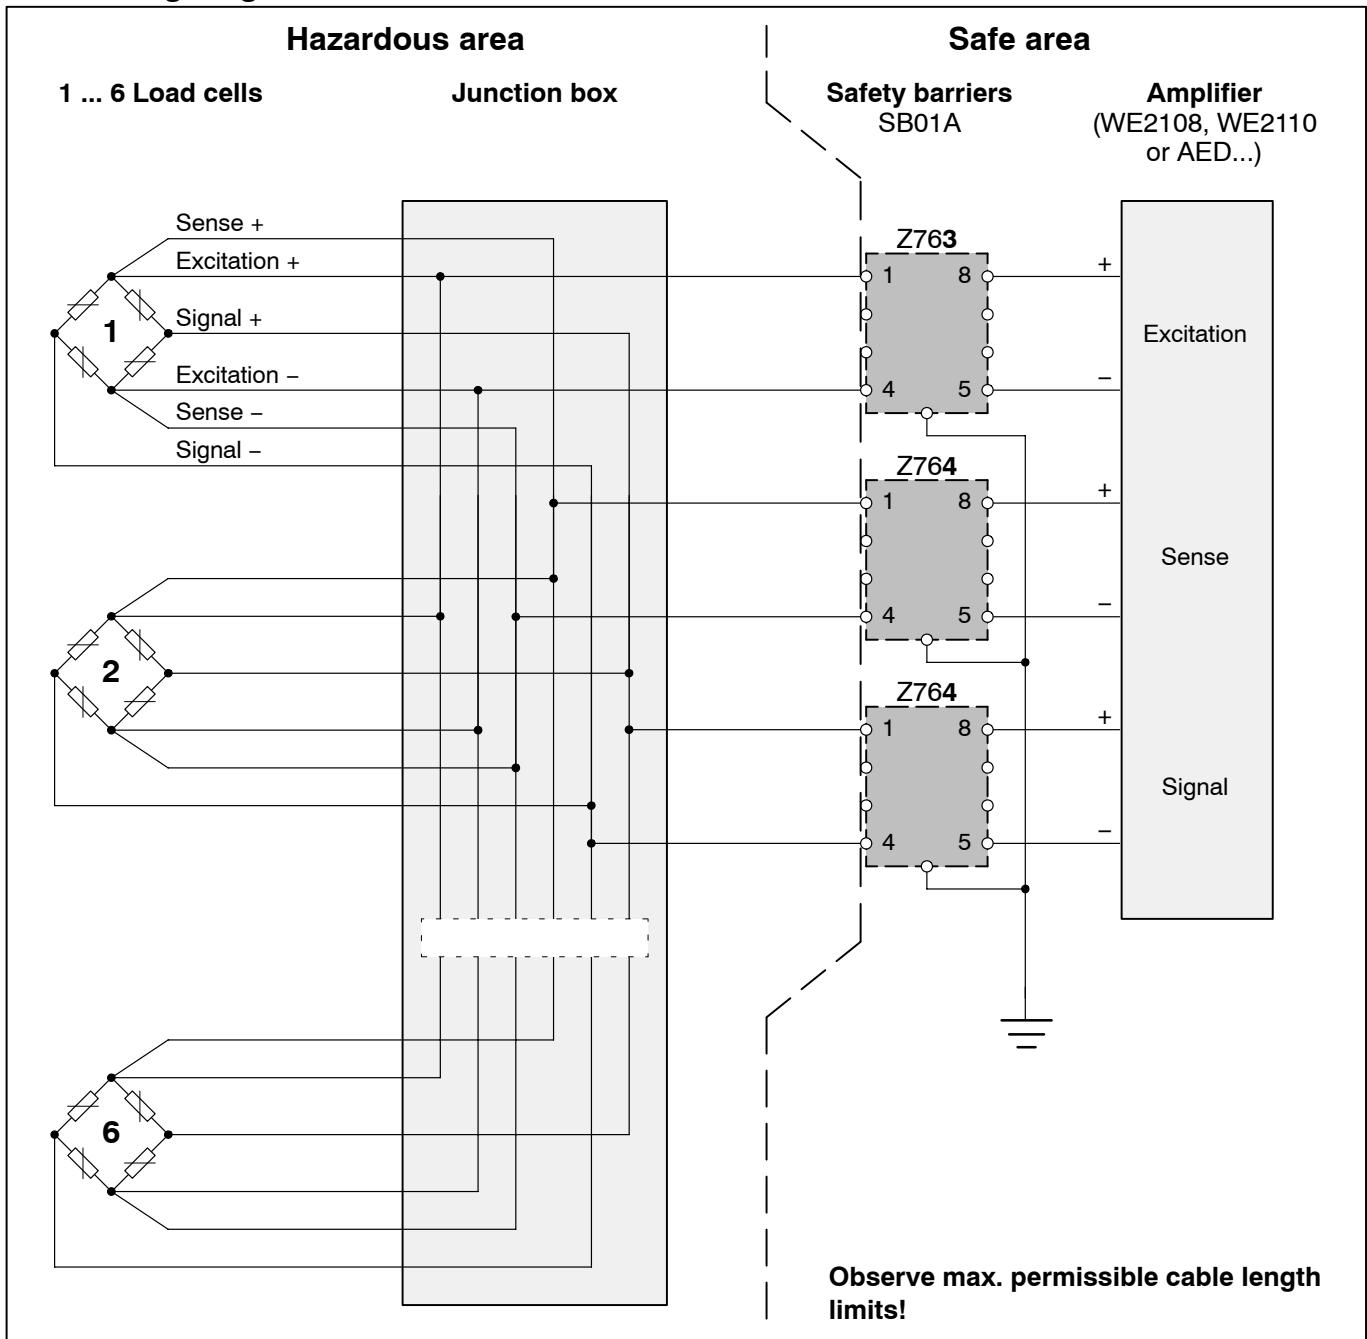 Hazardous area
Safe area
1 ... 6 Load cells
Junction box
Safety barriers
SB01A
Amplifier
(WE2108, WE2110
or AED...)
Sense +
Excitation +
Signal +
Excitation −
Sense −
Signal −
1
Z763
1 8
4 5
+
−
Excitation
Z764
1 8
4 5
+
−
Sense
2
Z764
1 8
4 5
+
−
Signal
6
Observe max. permissible cable length
limits!